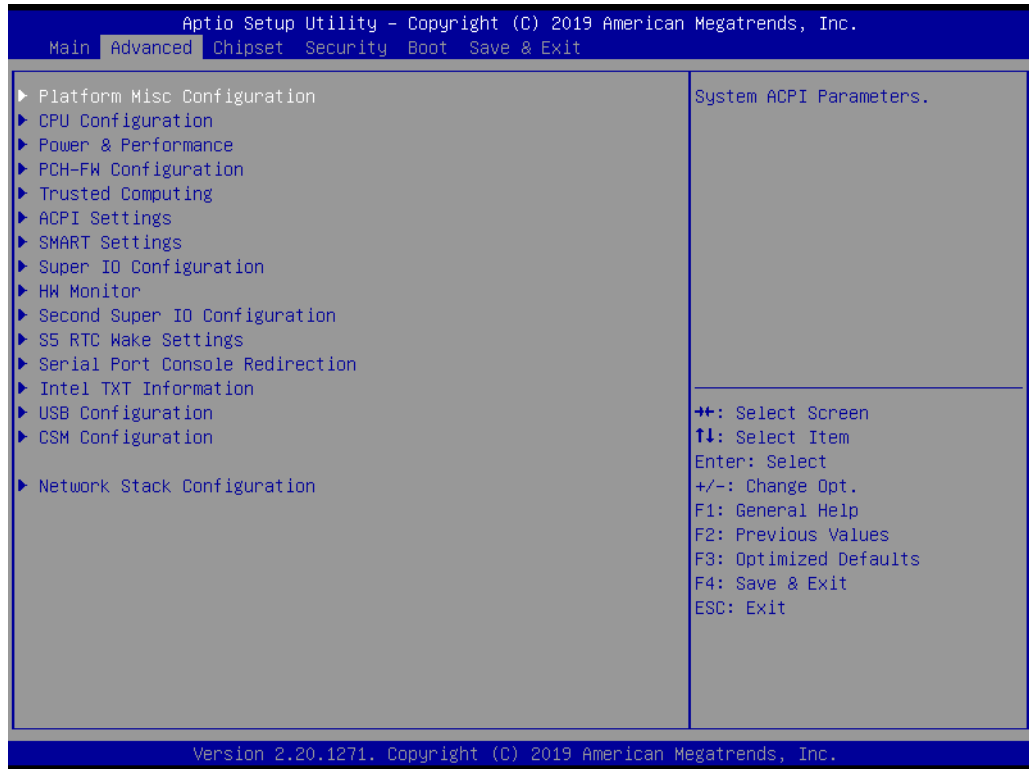 Aptio Setup Utility – Copyright (C) 2019 American Megatrends, Inc.
Main Advanced Chipset Security Boot Save & Exit
▶ Platform Misc Configuration
▶ CPU Configuration
▶ Power & Performance
▶ PCH-FW Configuration
▶ Trusted Computing
▶ ACPI Settings
▶ SMART Settings
▶ Super IO Configuration
▶ HW Monitor
▶ Second Super IO Configuration
▶ S5 RTC Wake Settings
▶ Serial Port Console Redirection
▶ Intel TXT Information
▶ USB Configuration
▶ CSM Configuration
▶ Network Stack Configuration
System ACPI Parameters.
→←: Select Screen
↑↓: Select Item
Enter: Select
+/-: Change Opt.
F1: General Help
F2: Previous Values
F3: Optimized Defaults
F4: Save & Exit
ESC: Exit
Version 2.20.1271. Copyright (C) 2019 American Megatrends, Inc.